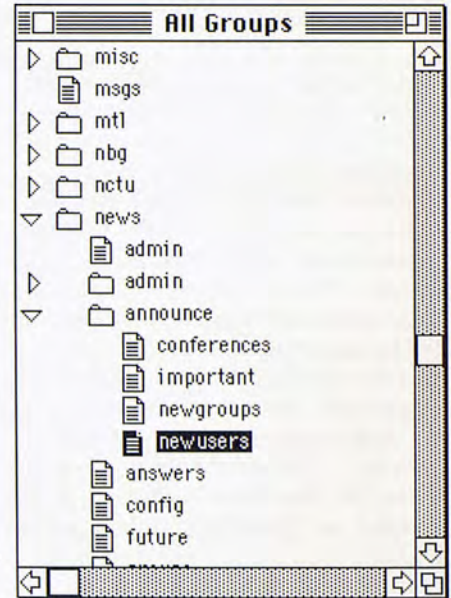 All Groups
misc
msgs
mtl
nbg
nctu
news
admin
admin
announce
conferences
important
newgroups
newusers
answers
config
future